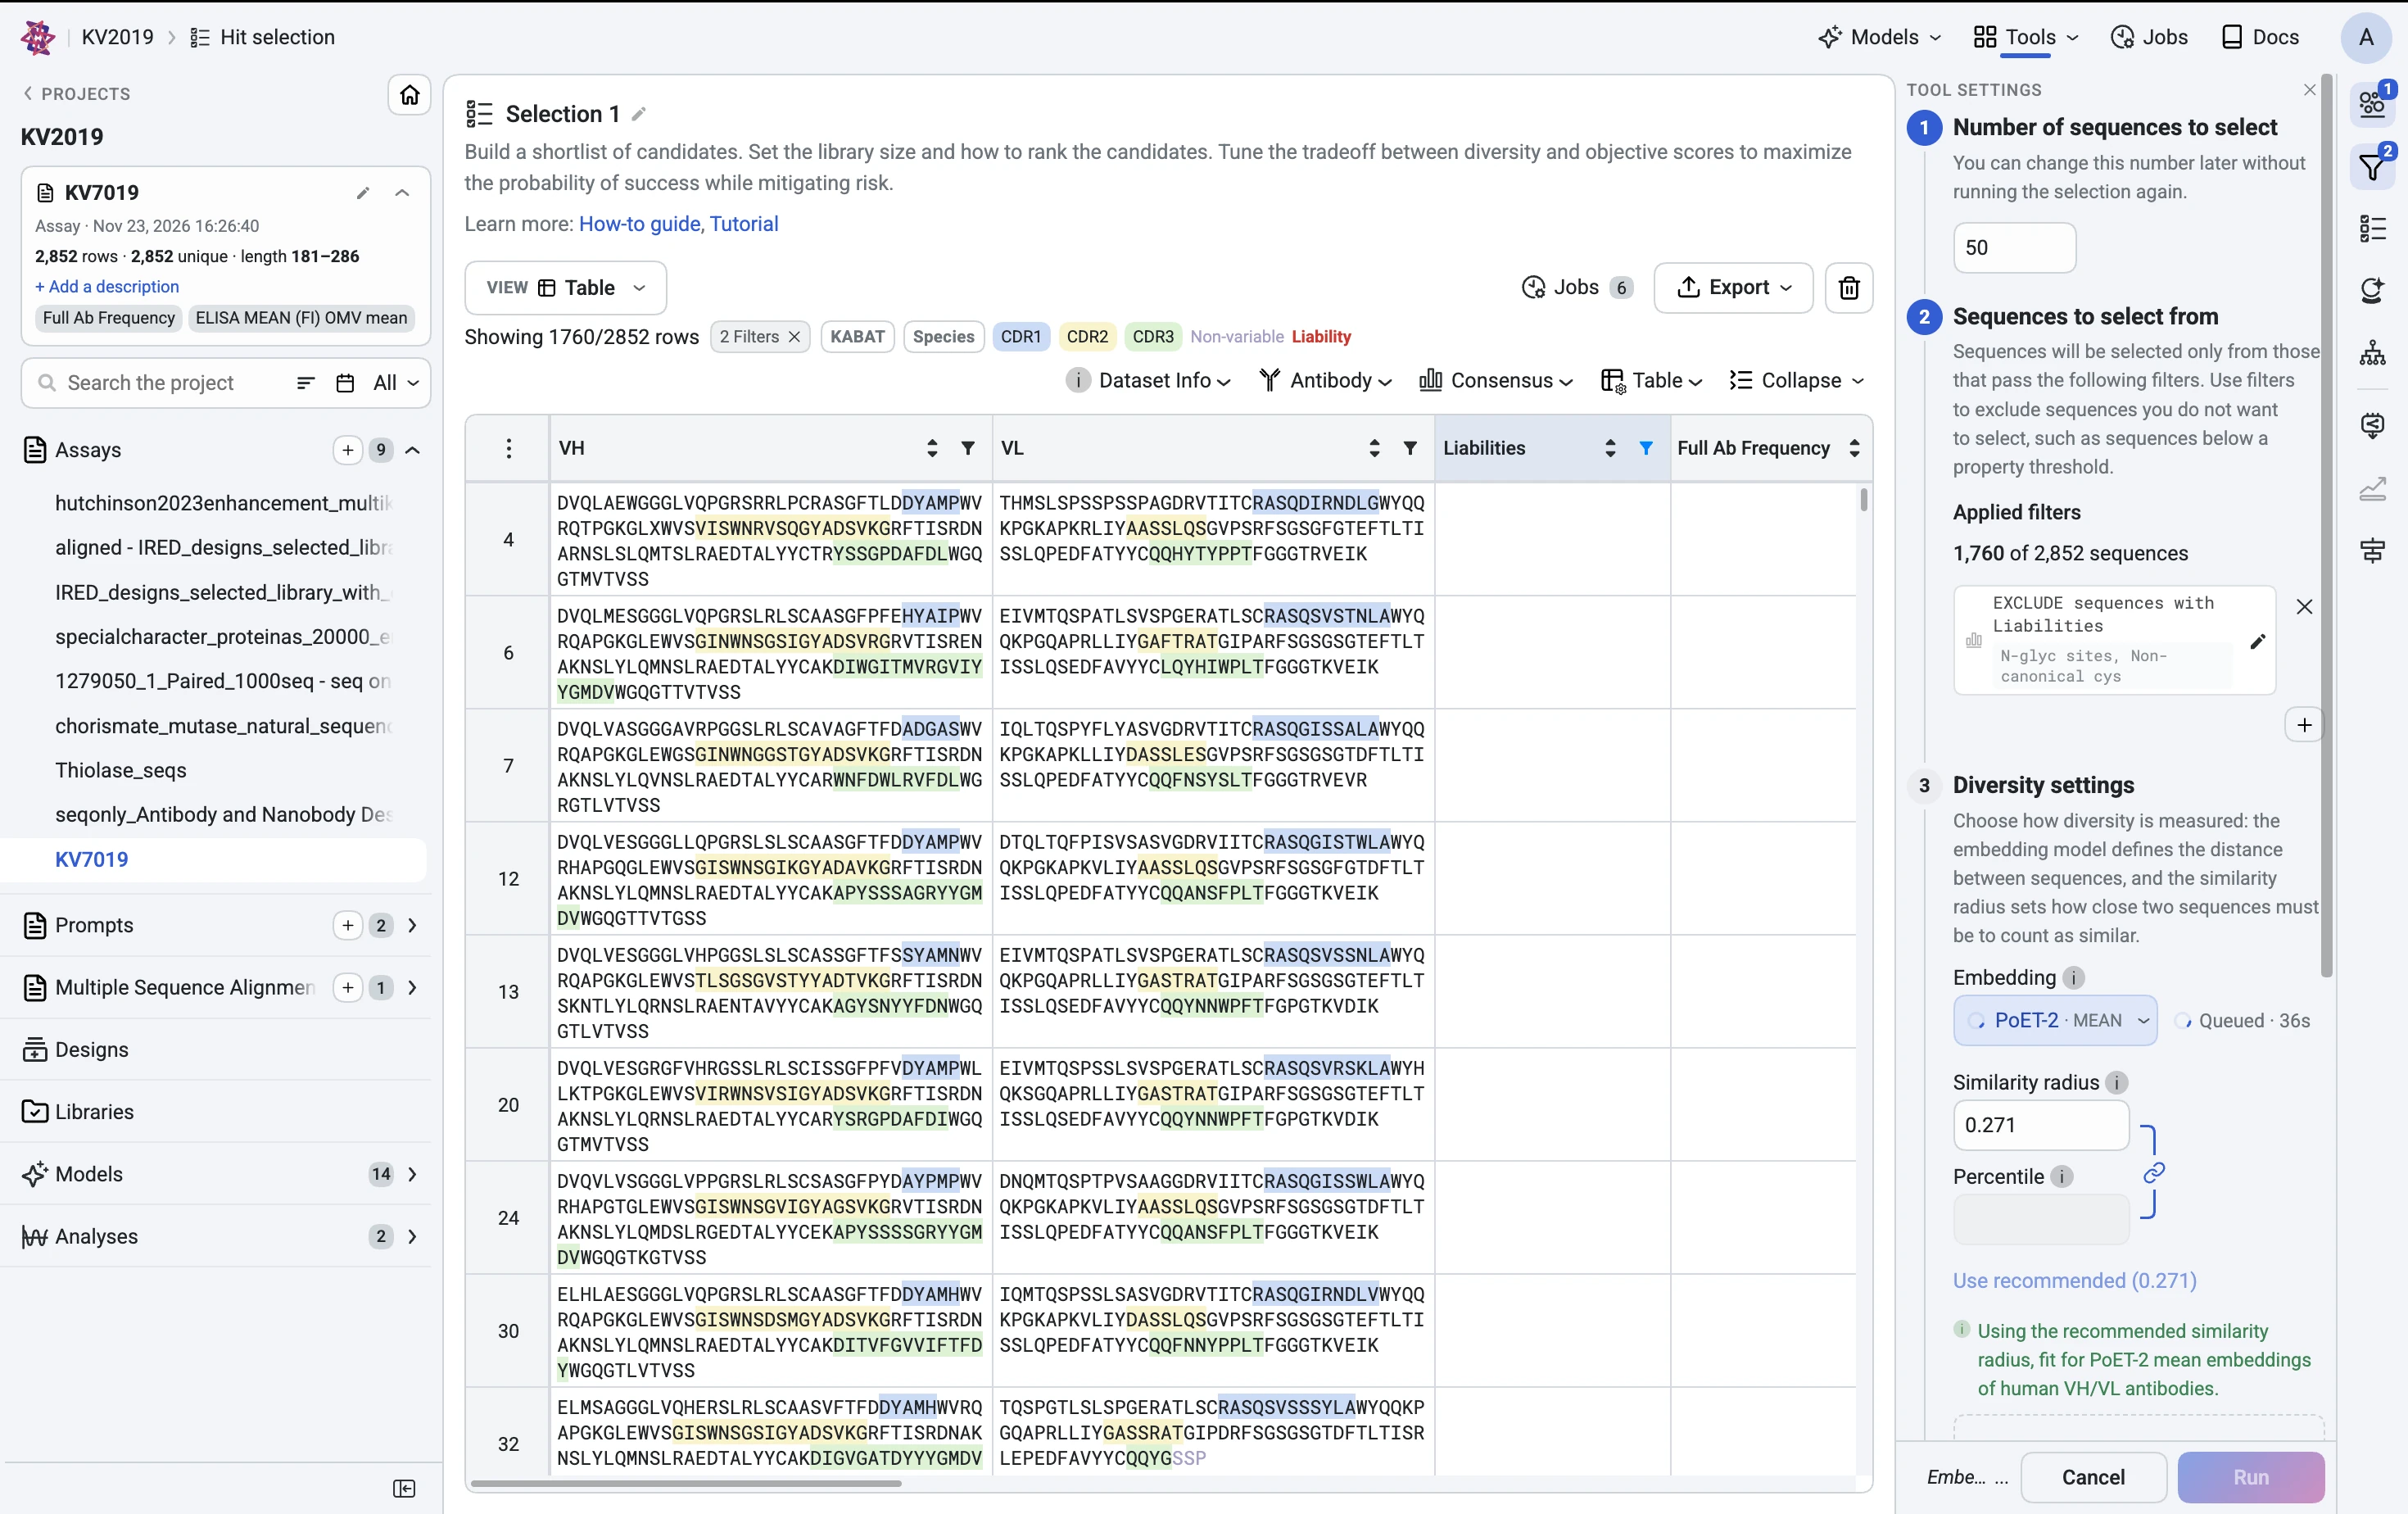 KV2019
Hit selection
Models
Tools
Jobs
Docs
A
PROJECTS
KV2019
KV7019
Assay · Nov 23, 2026 16:26:40
2,852 rows · 2,852 unique · length 181–286
+ Add a description
Full Ab Frequency
ELISA MEAN (FI) OMV mean
Search the project
All
Assays
+
9
hutchinson2023enhancement_multik
aligned - IRED_designs_selected_libra
IRED_designs_selected_library_with_
specialcharacter_proteinas_20000_e
1279050_1_Paired_1000seq - seq on
chorismate_mutase_natural_sequenc
Thiolase_seqs
seqonly_Antibody and Nanobody Des
KV7019
Prompts
+
2
Multiple Sequence Alignmen
+
1
Designs
Libraries
Models
14
Analyses
2
Selection 1
Build a shortlist of candidates. Set the library size and how to rank the candidates. Tune the tradeoff between diversity and objective scores to maximize
the probability of success while mitigating risk.
Learn more: How-to guide, Tutorial
VIEW Table
Jobs 6
Export
Showing 1760/2852 rows
2 Filters
KABAT
Species
CDR1
CDR2
CDR3
Non-variable
Liability
Dataset Info
Antibody
Consensus
Table
Collapse
VH
VL
Liabilities
Full Ab Frequency
4
DVQLAEWGGGLVQPGRSRRLPCRASGFTLDDYAMPWV
RQTPGKGLXWVSVISWNRVSQGYADSVKGRFTISRDN
ARNSLSLQMTSLRAEDTALYYCTRYSSGPDAFDLWGQ
GTMVTVSS
THMSLSPSSPSSPAGDRVTITCRASQDIRNDLGWYQQ
KPGKAPKRLIYAASSLQSGVPSRFSGSGFGTEFTLTI
SSLQPEDFATYYCQQHYTYPPTFGGGTRVEIK
6
DVQLMESGGGLVQPGRSLRLSCAASGFPFEHYAIPWV
RQAPGKGLEWVSGINWNSGSIGYADSVRGRVTISREN
AKNSLYLQMNSLRAEDTALYYCAKDIWGITMVRGVIY
YGMDVWGQGTTVTVSS
EIVMTQSPATLSVSPGERATLSCRASQSVSTNLAWYQ
QKPGQAPRLLIYGAFTRATGIPARFSGSGSGTEFTLT
ISSLQSEDFAVYYCLQYHIWPLTFGGGTKVEIK
7
DVQLVASGGGAVRPGGSLRLSCAVAGFTFDADGASWV
RQAPGKGLEWGSGINWNGGSTGYADSVKGRFTISRDN
AKNSLYLQVNSLRAEDTALYYCARWNFDWLRVFDLWG
RGTLVTVSS
IQLTQSPYFLYASVGDRVTITCRASQGISSALAWYQQ
KPGKAPKLLIYDASSLESGVPSRFSGSGSGTDFTLTI
SSLQPEDFATYYCQQFNSYSLTFGGGTRVEVR
12
DVQLVESGGGLLQPGRSLSLSCAASGFTFDDYAMPWV
RHAPGQGLEWVSGISWNSGSIGKGYADAVKGRFTISRDN
AKNSLYLQMNSLRAEDTALYYCAKAPYSSSAGRYYGM
DVWGQGTTVTGSS
DTQLTQFPISVSASVGDRVIITCRASQGISTWLAWYQ
QKPGKAPKVLIYAASSLQSGVPSRFSGSGFGTDFTLT
ISSLQPEDFATYYCQQANSFPLTFGGGTKVEIK
13
DVQLVESGGGLVHPGGSLSLSCASSGFTFSSYAMNWV
RQAPGKGLEWVSTLSGSGVSTYYADTVKGRFTISRDN
SKNTLYLQRNSLRAENTAVYYCAKAGYSNYYFDNWGQ
GTLVTVSS
EIVMTQSPATLSVSPGERATLSCRASQSVSSNLAWYQ
QKPGQAPRLLIYGASTRATGIPARFSGSGSGTEFTLT
ISSLQSEDFAVYYCQQYNNWPFTFGPGTKVDIK
20
DVQLVESGRGFVHRGSSLRLSCISSGFPFVDYAMPWL
LKTPGKGLEWVSVIRWNSVSIGYADSVKGRFTISRDN
AKNSLYLQRNSLRAEDTALYYCARYSRGPDAFDIWGQ
GTMVTVSS
EIVMTQSPSSLSVSPGERATLSCRASQSVRSKLAWYH
QKSGQAPRLLIYGASTRATGIPARFSGSGSGTEFTLT
ISSLQSEDFAVYYCQQYNNWPFTFGPGTKVDIK
24
DVQVLVSGGGLVPPGRSLRLSCSASGFPYDAYPMPWV
RHAPGTGLEWVSGISWNSGVIGYAGSVKGRVTISRDN
AKNSLYLQMDSLRGEDTALYYCEKAPYSSSSGRYYGM
DVWGQGTKGTVSS
DNQMTQSPTPVSAAGGDRVIITCRASQGISSWLAWYQ
QKPGKAPKVLIYAASSLQSGVPSRFSGSGSGTDFTLT
ISSLQPEDFATYYCQQANSFPLTFGGGTKVEIK
30
ELHLAESGGGLVQPGRSLRLSCAASGFTFDDYAMHWV
RQAPGKGLEWVSGISWNSDSMGYADSVKGRFTISRDN
AKNSLYLQMNSLRAEDTALYYCAKDITVFGVVIFTFD
YWGQGTLVTVSS
IQMTQSPSSLSASVGDRVTITCRASQGIRNDLVWYQQ
KPGKAPKVLIYDASSLQSGVPSRFSGSGSGTEFTLTI
SSLQPEDFATYYCQQFNNYPPLTFGGGTKVEIK
32
ELMSAGGGLVQHERSLRLSCAASVFTFDDYAMHWVRQ
APGKGLEWVSGISWNSGSIGYADSVKGRFTISRDNAK
NSLYLQMNSLRAEDTALYYCAKDIGVGATDYYYGMDV
TQSPGTLSLSPGERATLSCRASQSVSSSYLAWYQQKP
GQAPRLLIYGASSRATGIPDRFSGSGSGTDFTLTISR
LEPEDFAVYYCQQYGSSP
TOOL SETTINGS
1
Number of sequences to select
You can change this number later without
running the selection again.
50
2
Sequences to select from
Sequences will be selected only from those
that pass the following filters. Use filters
to exclude sequences you do not want
to select, such as sequences below a
property threshold.
Applied filters
1,760 of 2,852 sequences
EXCLUDE sequences with
Liabilities
N-glyc sites, Non-
canonical cys
+
3
Diversity settings
Choose how diversity is measured: the
embedding model defines the distance
between sequences, and the similarity
radius sets how close two sequences must
be to count as similar.
Embedding
PoET-2 · MEAN
Queued · 36s
Similarity radius
0.271
Percentile
Use recommended (0.271)
Using the recommended similarity
radius, fit for PoET-2 mean embeddings
of human VH/VL antibodies.
Embe... ...
Cancel
Run
1
2